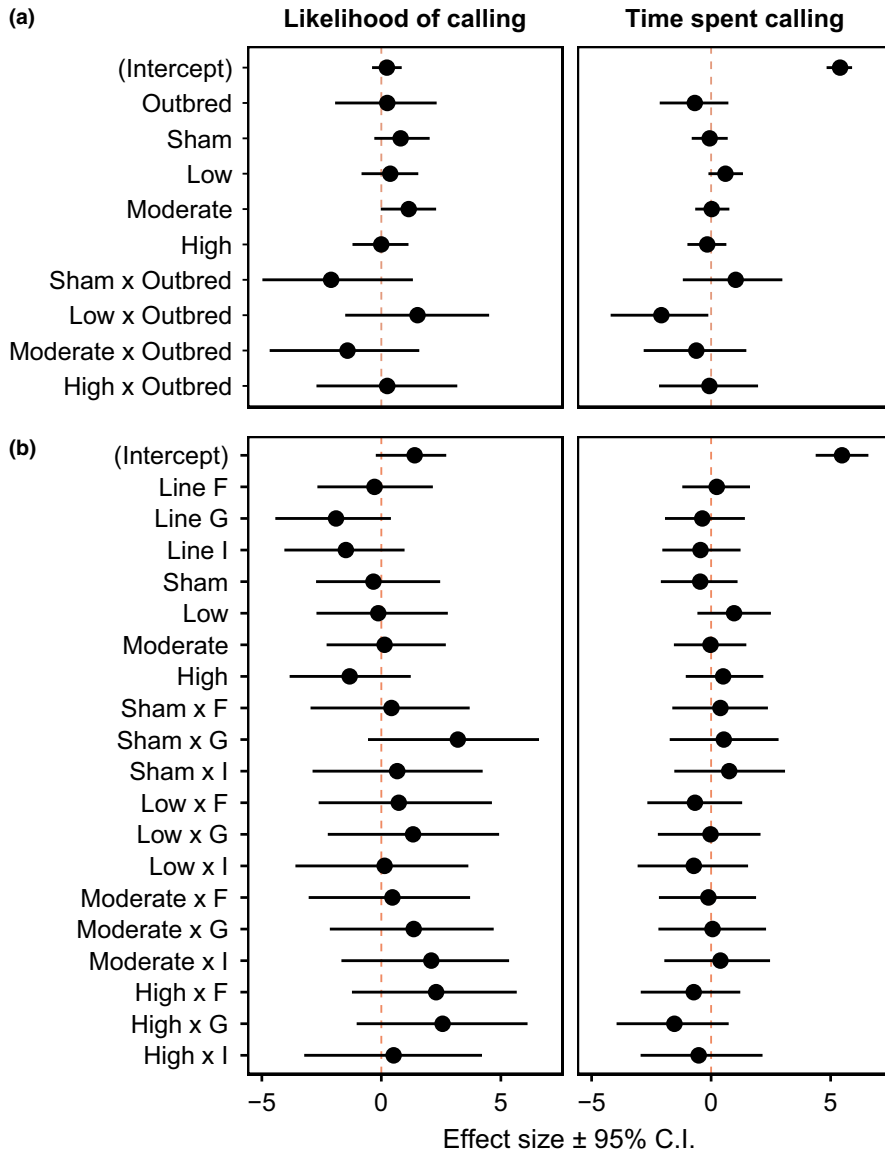 (a)
Likelihood of calling
Time spent calling
(Intercept)
Outbred
Sham
Low
Moderate
High
Sham x Outbred
Low x Outbred
Moderate x Outbred
High x Outbred
(b)
(Intercept)
Line F
Line G
Line I
Sham
Low
Moderate
High
Sham x F
Sham x G
Sham x I
Low x F
Low x G
Low x I
Moderate x F
Moderate x G
Moderate x I
High x F
High x G
High x I
−5 0 5 −5 0 5
Effect size ± 95% C.I.